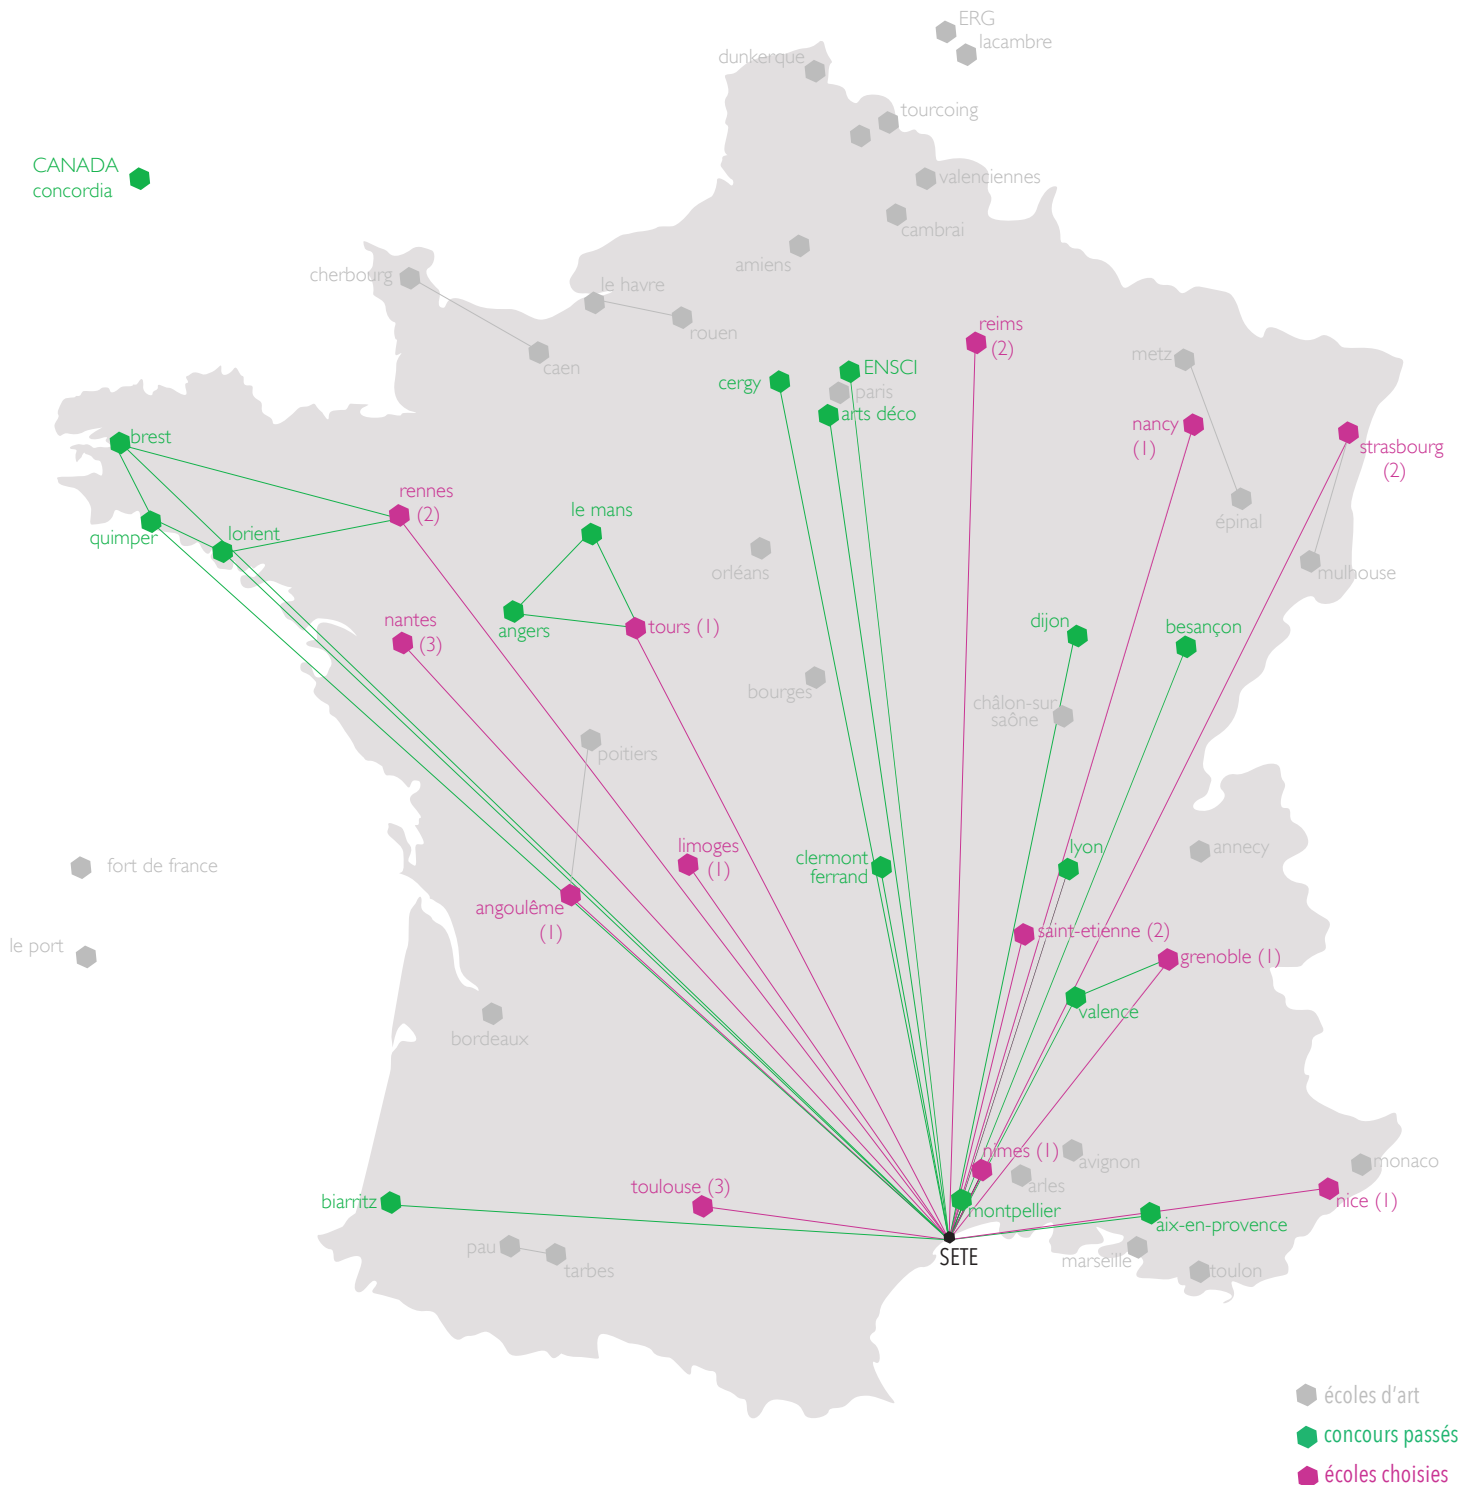 ERG
lacambre
dunkerque
tourcoing
CANADA
concordia
valenciennes
cambrai
amiens
cherbourg
le havre
rouen
caen
reims
(2)
metz
ENSCI
cergy
paris
arts déco
nancy
(1)
strasbourg
(2)
brest
rennes
(2)
le mans
épinal
quimper
lorient
orléans
mulhouse
nantes
(3)
angers
tours (1)
dijon
besançon
bourges
châlon-sur
saône
poitiers
limoges
(1)
clermont
ferrand
lyon
annecy
fort de france
angoulême
(1)
saint-etienne (2)
le port
grenoble (1)
valence
bordeaux
nîmes (1)
avignon
monaco
arles
toulouse (3)
biarritz
montpellier
nice (1)
aix-en-provence
pau
tarbes
SETE
marseille
toulon
écoles d'art
concours passés
écoles choisies